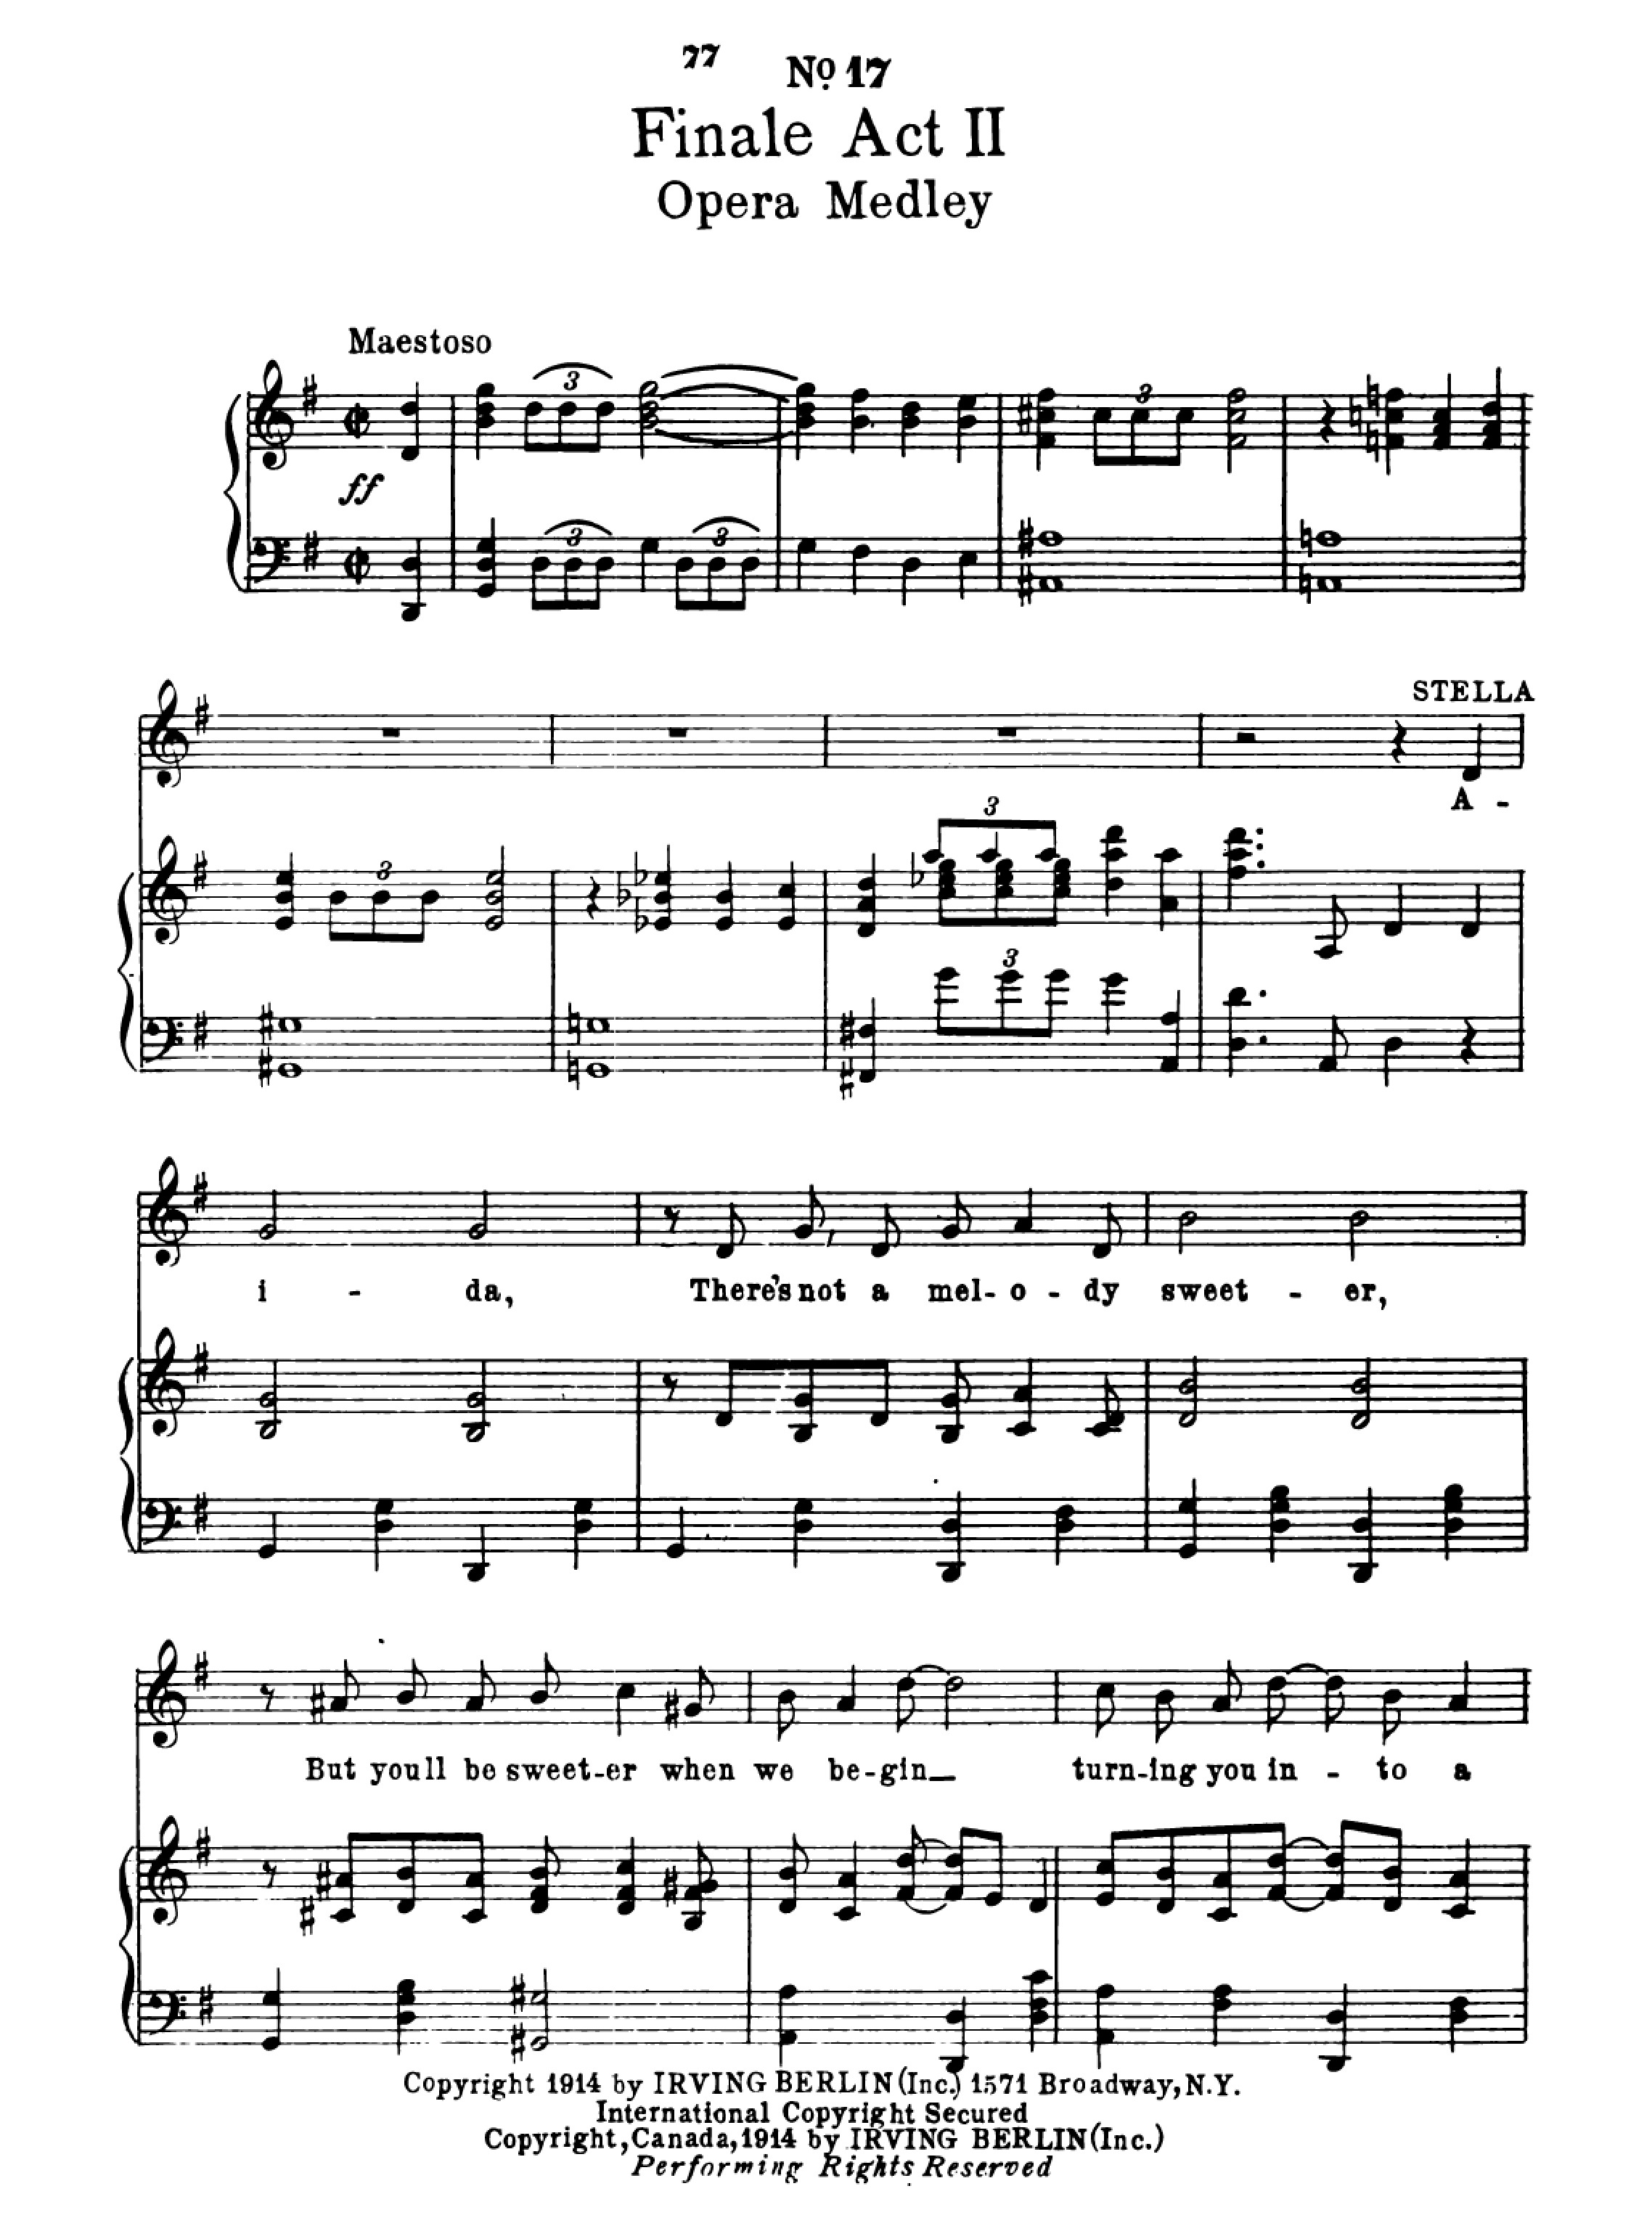 77 No. 17
Finale Act II
Opera Medley
Maestoso
3 3
ff
3 3
STELLA
A -
3
3
3
i - da, There's not a mel- o - dy sweet - er,
But youll be sweet-er when we be-gin turn-ing you in - to a
Copyright 1914 by IRVING BERLIN (Inc.) 1571 Broadway, N.Y.
International Copyright Secured
Copyright, Canada, 1914 by IRVING BERLIN (Inc.)
Performing Rights Reserved